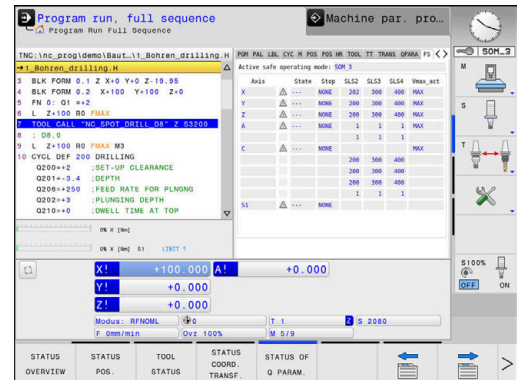 Program run, full sequence
Program Run Full Sequence
Machine par. pro…
TNC:\nc_prog\demo\Baut…\1_Bohren_drilling.H
→1_Bohren_drilling.H
3 BLK FORM 0.1 Z X+0 Y+0 Z-19.95
4 BLK FORM 0.2 X+100 Y+100 Z+0
5 FN 0: Q1 =+2
6 L Z+100 R0 FMAX
7 TOOL CALL "NC_SPOT_DRILL_D8" Z S3200
8 ; D8,0
9 L Z+100 R0 FMAX M3
10 CYCL DEF 200 DRILLING
Q200=+2 ;SET-UP CLEARANCE
Q201=-3.4 ;DEPTH
Q206=+250 ;FEED RATE FOR PLNGNG
Q202=+3 ;PLUNGING DEPTH
Q210=+0 ;DWELL TIME AT TOP
PGM PAL LBL CYC M POS POS HR TOOL TT TRANS QPARA FS
Active safe operating mode: SOM_3
Axis State Stop SLS2 SLS3 SLS4 Vmax_act
X --- NONE 202 300 400 MAX
Y --- NONE 200 300 400 MAX
Z --- NONE 200 300 400 MAX
A --- NONE 1 1 1 MAX
1 1 1
C --- NONE MAX
200 300 400
200 300 400
200 300 400
1 1 1
S1 --- NONE
0% X [Nm]
0% X [Nm] S1 LIMIT ?
X! +100.000 A! +0.000
Y! +0.000
Z! +0.000
Modus: RFNOML 0 T 1 Z S 2080
F 0mm/min Ovr 100% M 5/9
SOM_3
M
S
T
S100%
OFF ON
STATUS OVERVIEW
STATUS POS.
TOOL STATUS
STATUS COORD. TRANSF.
STATUS OF Q PARAM.